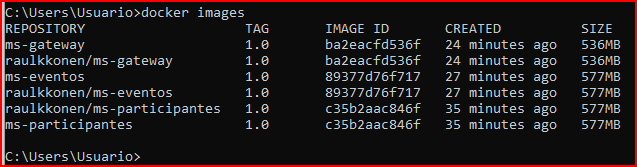 C:\Users\Usuario>docker images
REPOSITORY TAG IMAGE ID CREATED SIZE
ms-gateway 1.0 ba2eacfd536f 24 minutes ago 536MB
raulkkonen/ms-gateway 1.0 ba2eacfd536f 24 minutes ago 536MB
ms-eventos 1.0 89377d76f717 27 minutes ago 577MB
raulkkonen/ms-eventos 1.0 89377d76f717 27 minutes ago 577MB
raulkkonen/ms-participantes 1.0 c35b2aac846f 35 minutes ago 577MB
ms-participantes 1.0 c35b2aac846f 35 minutes ago 577MB
C:\Users\Usuario>